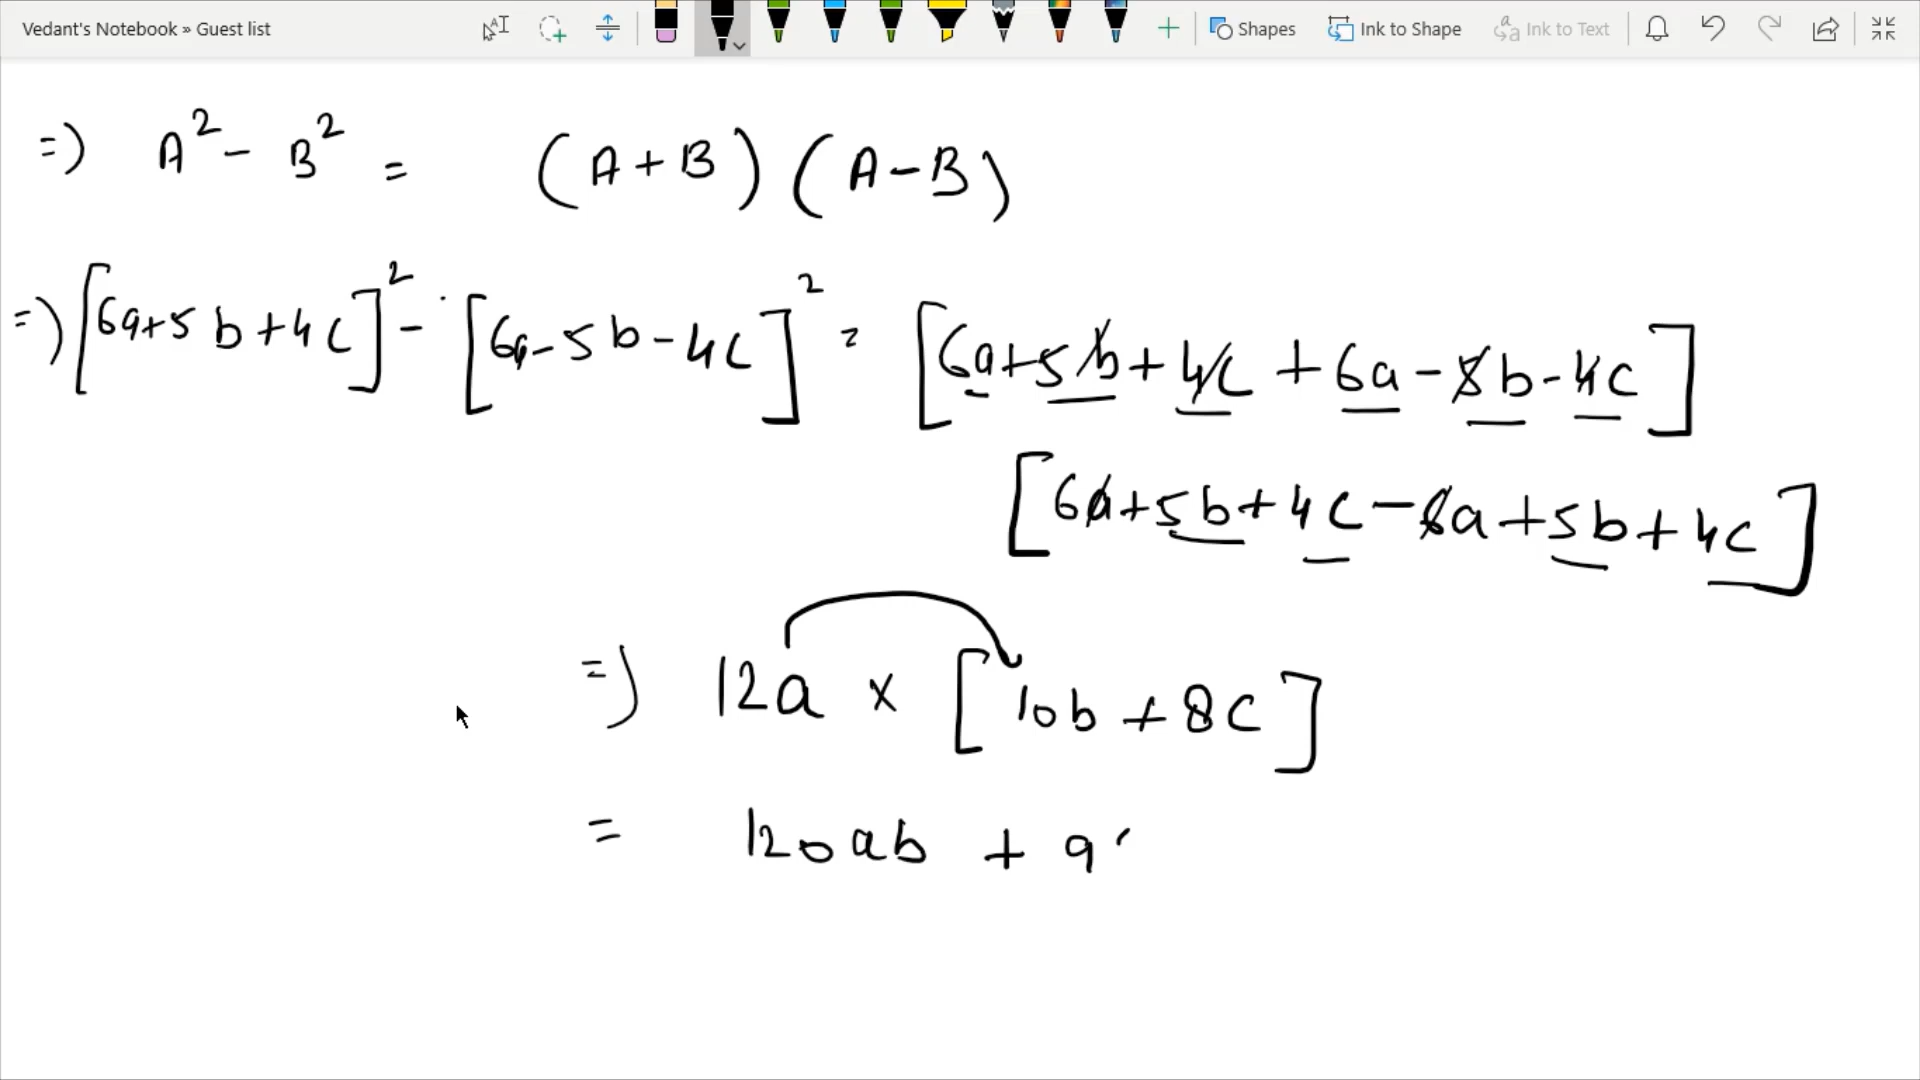 Vedant's Notebook » Guest list Shapes Ink to Shape Ink to Text
=) A² - B² = (A+B) (A-B)
=) [6a+5b+4c]² - [6a-5b-4c]² = [6a+5b+4c + 6a-5b-4c]
[6a+5b+4c-6a+5b+4c]
=) 12a x [10b + 8c]
= 120ab + 9